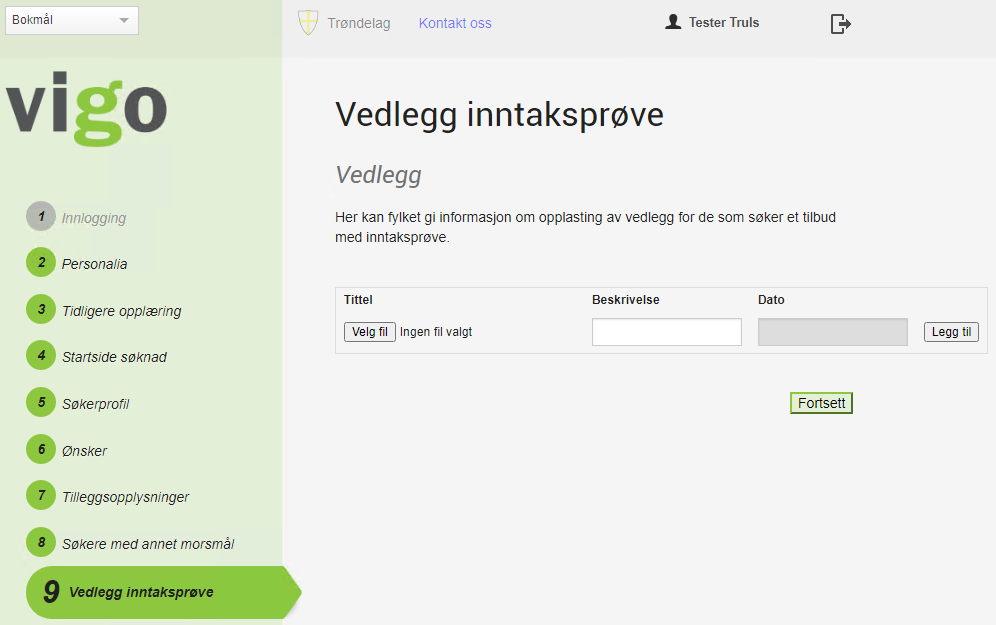 Bokmål
Trøndelag Kontakt oss Tester Truls
vigo
1 Innlogging
2 Personalia
3 Tidligere opplæring
4 Startside søknad
5 Søkerprofil
6 Ønsker
7 Tilleggsopplysninger
8 Søkere med annet morsmål
9 Vedlegg inntaksprøve
Vedlegg inntaksprøve
Vedlegg
Her kan fylket gi informasjon om opplasting av vedlegg for de som søker et tilbud
med inntaksprøve.
Tittel Beskrivelse Dato
Velg fil Ingen fil valgt Legg til
Fortsett